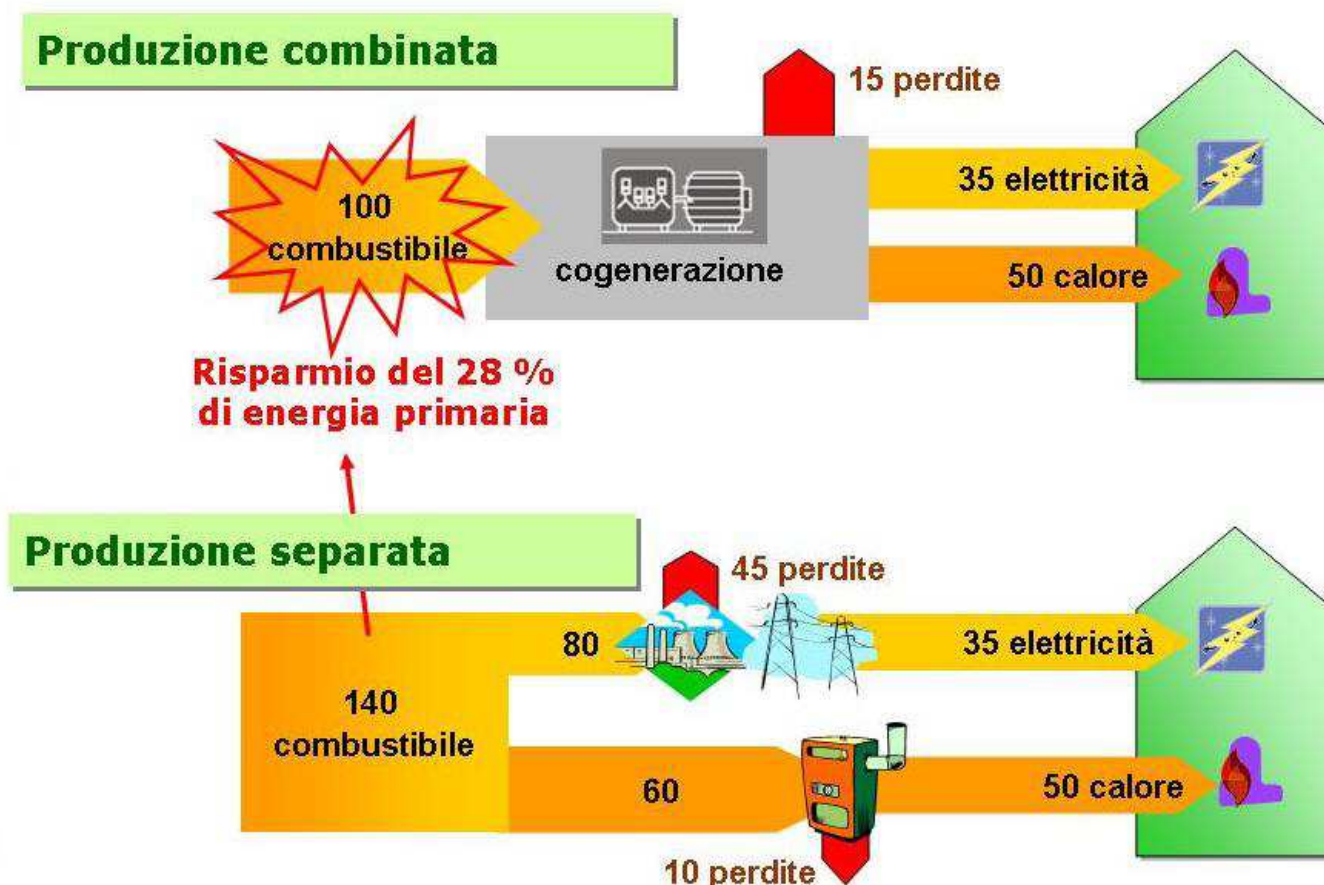 Produzione combinata
15 perdite
100
combustibile
cogenerazione
35 elettricità
50 calore
Risparmio del 28 %
di energia primaria
Produzione separata
45 perdite
80
35 elettricità
140
combustibile
60
50 calore
10 perdite